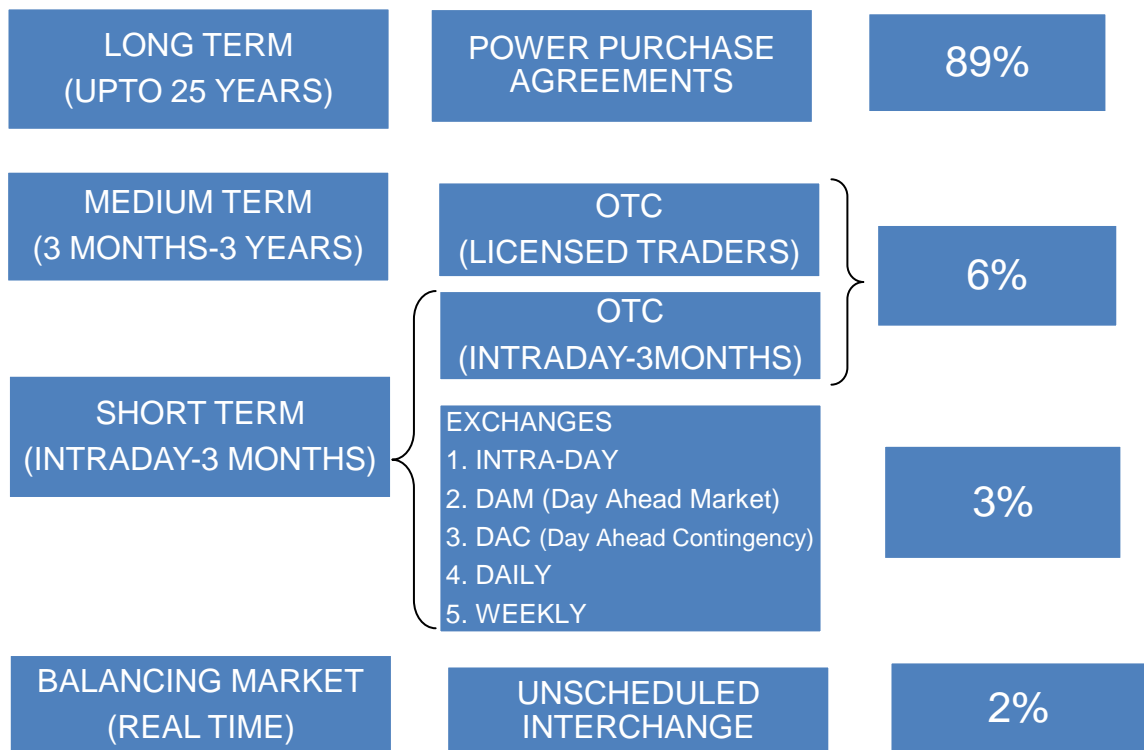 LONG TERM
(UPTO 25 YEARS)
POWER PURCHASE
AGREEMENTS
89%
MEDIUM TERM
(3 MONTHS-3 YEARS)
OTC
(LICENSED TRADERS)
6%
OTC
(INTRADAY-3MONTHS)
SHORT TERM
(INTRADAY-3 MONTHS)
EXCHANGES
1. INTRA-DAY
2. DAM (Day Ahead Market)
3. DAC (Day Ahead Contingency)
4. DAILY
5. WEEKLY
3%
BALANCING MARKET
(REAL TIME)
UNSCHEDULED
INTERCHANGE
2%